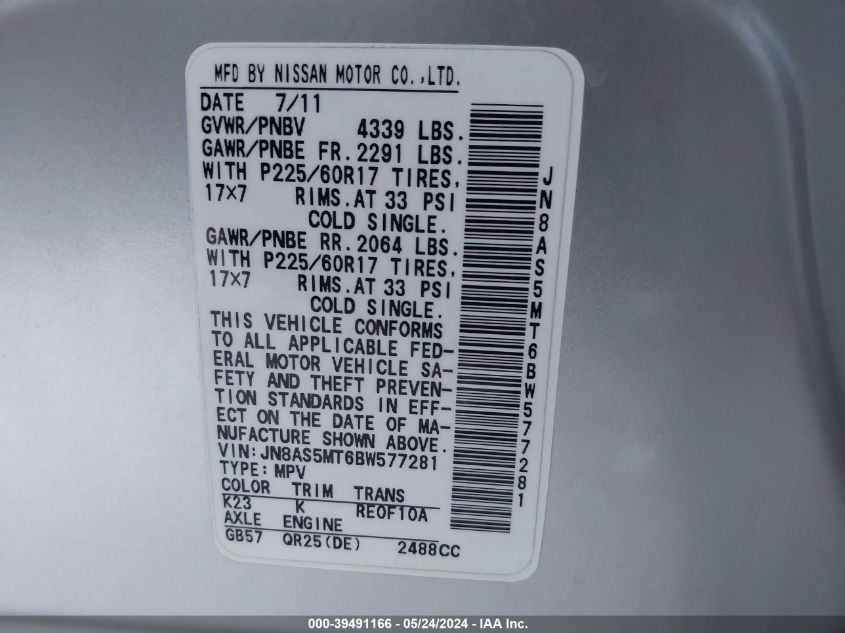 MFD BY NISSAN MOTOR CO.,LTD.
DATE 7/11
GVWR/PNBV 4339 LBS.
GAWR/PNBE FR. 2291 LBS.
WITH P225/60R17 TIRES,
17×7 RIMS.AT 33 PSI
COLD SINGLE.
GAWR/PNBE RR. 2064 LBS.
WITH P225/60R17 TIRES,
17×7 RIMS.AT 33 PSI
COLD SINGLE.
THIS VEHICLE CONFORMS
TO ALL APPLICABLE FED-
ERAL MOTOR VEHICLE SA-
FETY AND THEFT PREVEN-
TION STANDARDS IN EFF-
ECT ON THE DATE OF MA-
NUFACTURE SHOWN ABOVE.
VIN:JN8AS5MT6BW577281
TYPE:MPV
COLOR TRIM TRANS
K23 K RE0F10A
AXLE ENGINE
GB57 QR25(DE) 2488CC
JN8AS5MT6BW577281
000-39491166 - 05/24/2024 - IAA Inc.